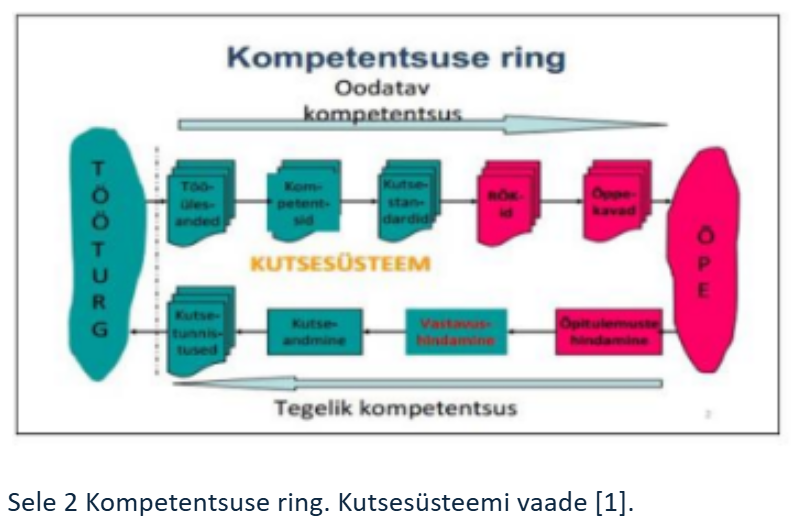 Kompetentsuse ring
Oodatav
kompetentsus
TÖÖTURG
Töö-
üles-
anded
Kom-
petent-
sid
Kutse-
stan-
dardid
RÕK-
id
Õppe-
kavad
ÕPE
KUTSESÜSTEEM
Kutse-
tunnis-
tused
Kutse-
andmine
Vastavus-
hindamine
Õpitulemuste
hindamine
Tegelik kompetentsus
2
Sele 2 Kompetentsuse ring. Kutsesüsteemi vaade [1].